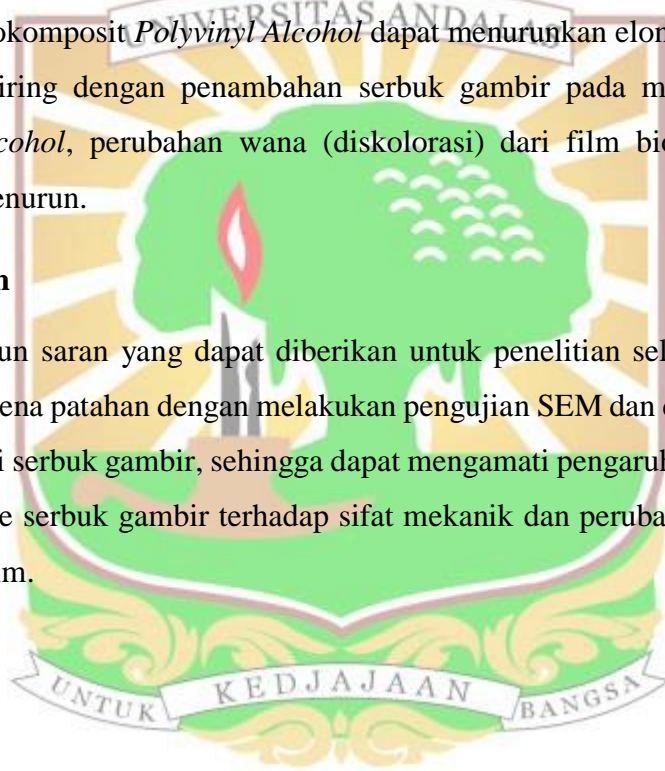 UNIVERSITAS ANDALAS
okomposit Polyvinyl Alcohol dapat menurunkan elon
iring dengan penambahan serbuk gambir pada m
cohol, perubahan wana (diskolorasi) dari film bio
enurun.
n
un saran yang dapat diberikan untuk penelitian sel
ena patahan dengan melakukan pengujian SEM dan
i serbuk gambir, sehingga dapat mengamati pengaruh
e serbuk gambir terhadap sifat mekanik dan peruba
m.
UNTUK KEDJAJAAN BANGSA